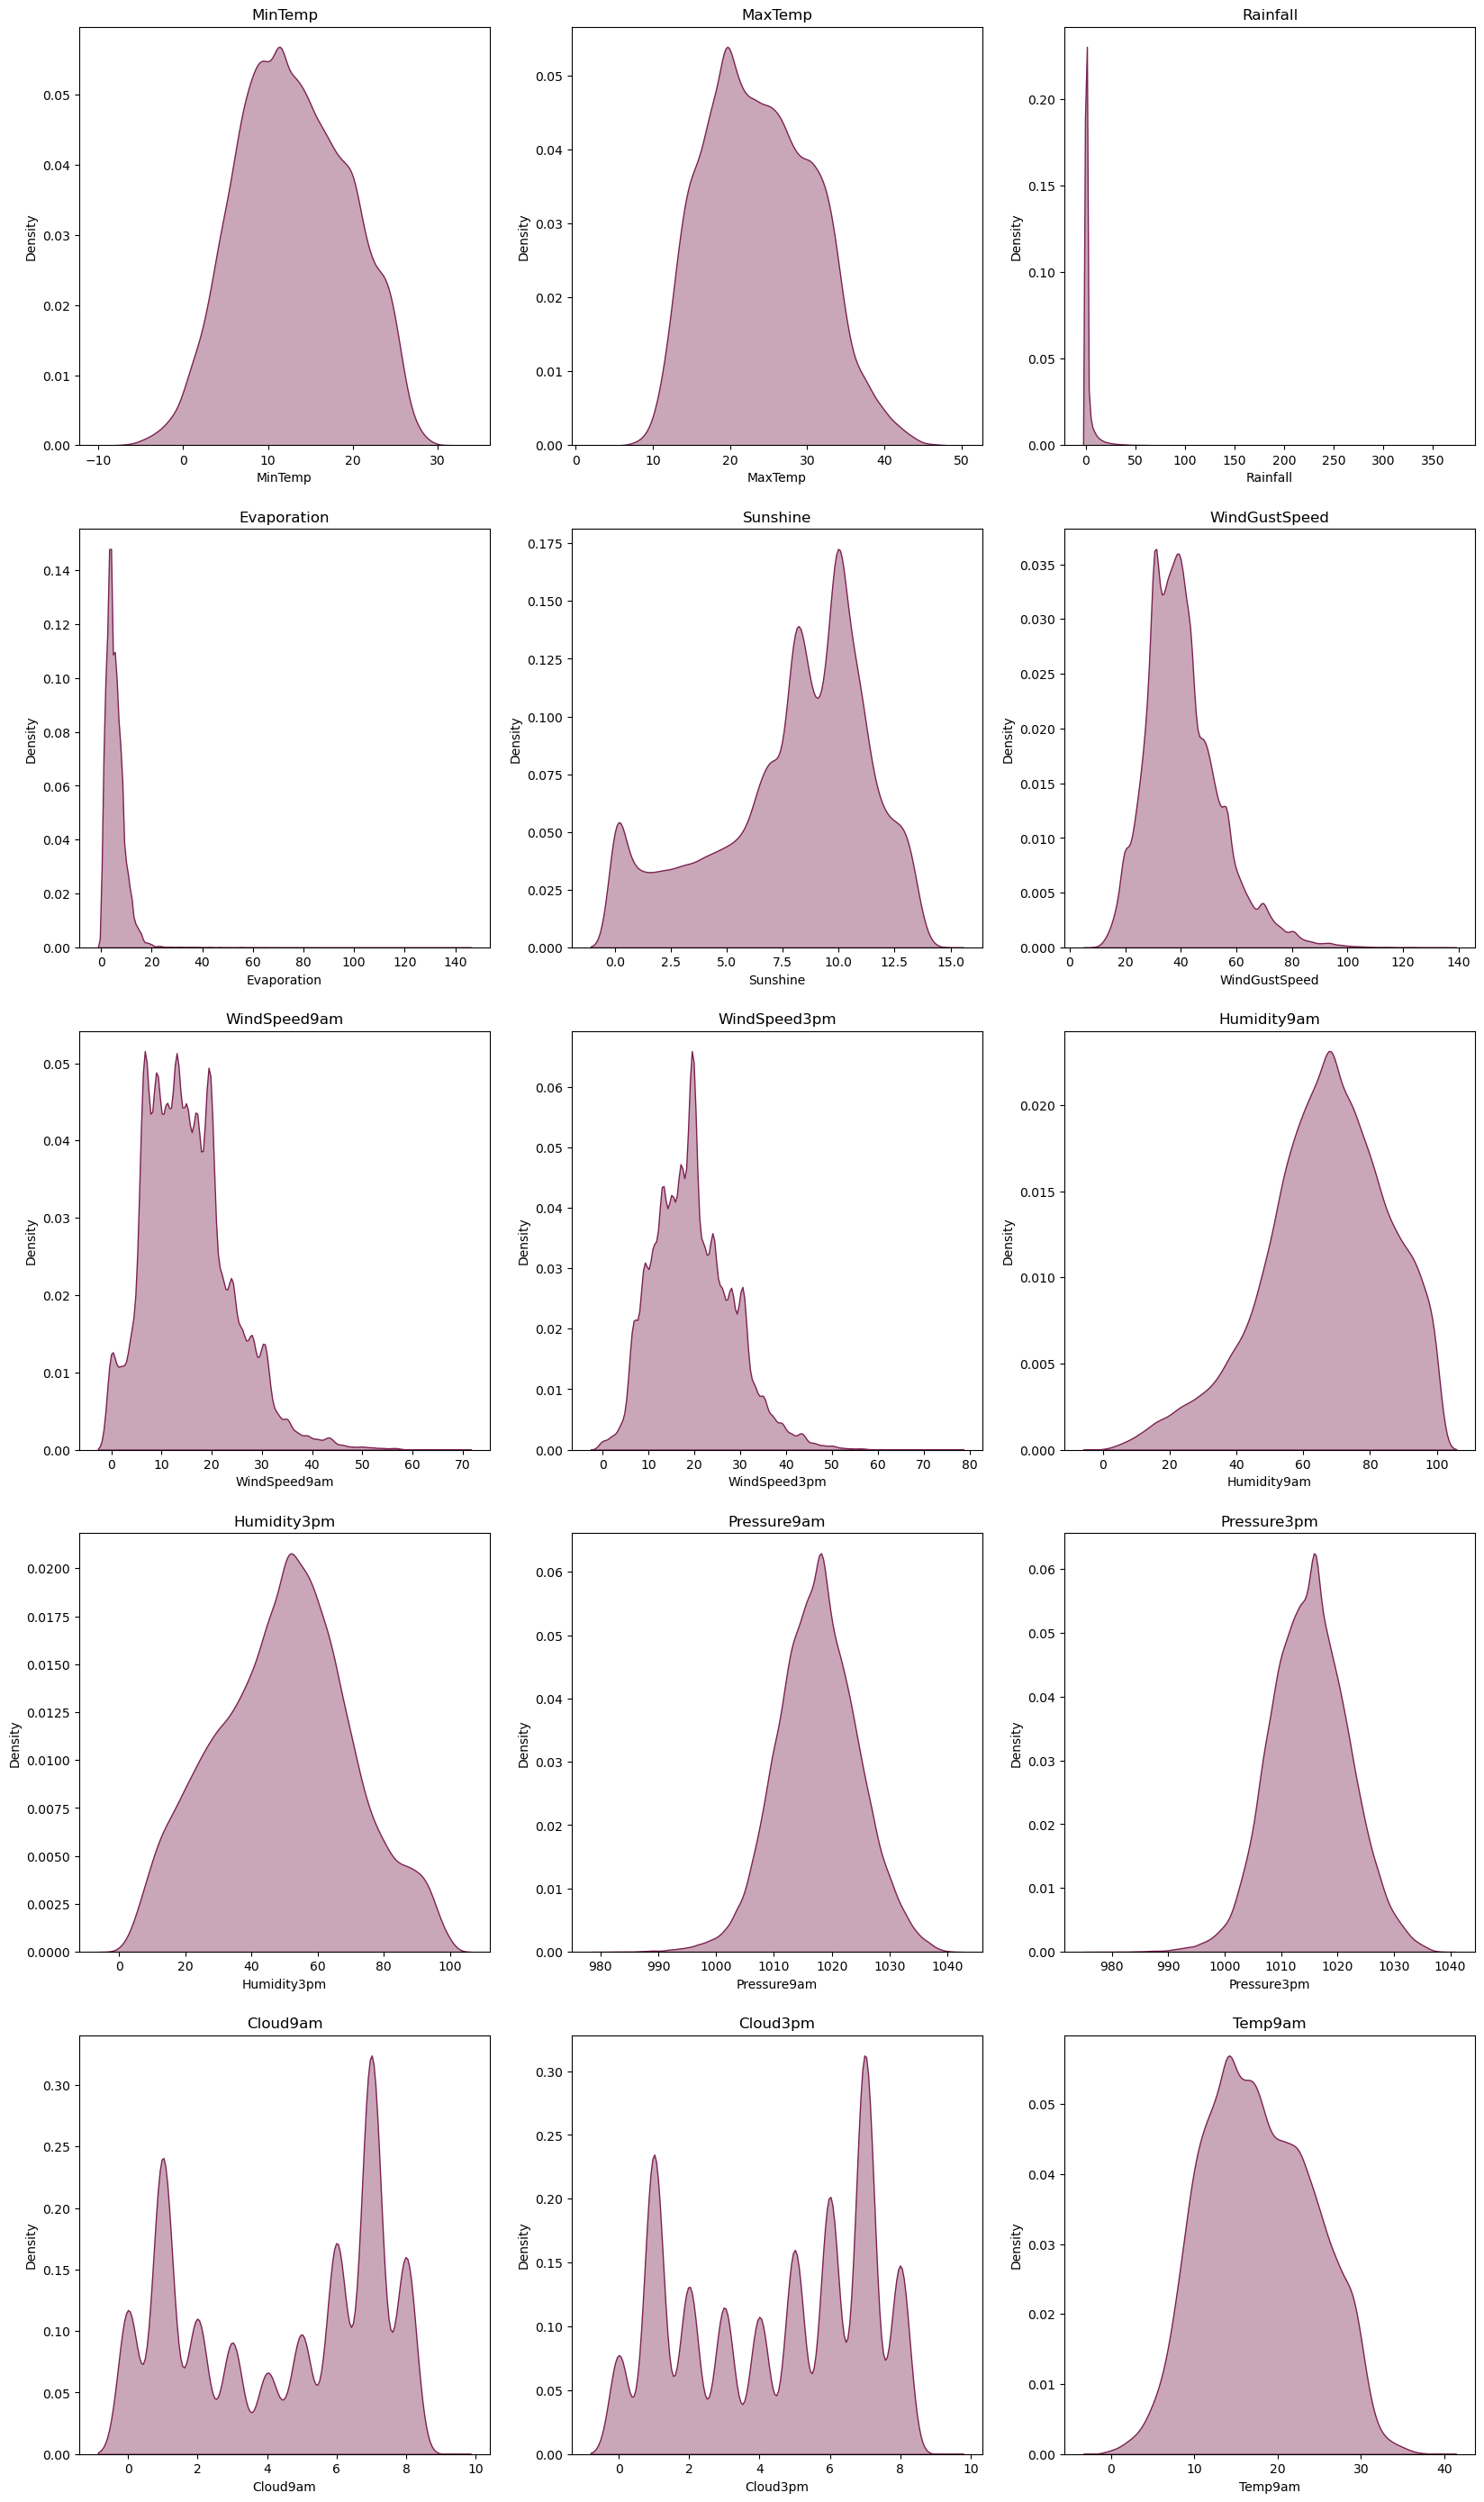 MinTemp
0.05
0.04
0.03
0.02
0.01
0.00
Density
−10 0 10 20 30
MinTemp
MaxTemp
0.05
0.04
0.03
0.02
0.01
0.00
Density
0 10 20 30 40 50
MaxTemp
Rainfall
0.20
0.15
0.10
0.05
0.00
Density
0 50 100 150 200 250 300 350
Rainfall
Evaporation
0.14
0.12
0.10
0.08
0.06
0.04
0.02
0.00
Density
0 20 40 60 80 100 120 140
Evaporation
Sunshine
0.175
0.150
0.125
0.100
0.075
0.050
0.025
0.000
Density
0.0 2.5 5.0 7.5 10.0 12.5 15.0
Sunshine
WindGustSpeed
0.035
0.030
0.025
0.020
0.015
0.010
0.005
0.000
Density
0 20 40 60 80 100 120 140
WindGustSpeed
WindSpeed9am
0.05
0.04
0.03
0.02
0.01
0.00
Density
0 10 20 30 40 50 60 70
WindSpeed9am
WindSpeed3pm
0.06
0.05
0.04
0.03
0.02
0.01
0.00
Density
0 10 20 30 40 50 60 70 80
WindSpeed3pm
Humidity9am
0.020
0.015
0.010
0.005
0.000
Density
0 20 40 60 80 100
Humidity9am
Humidity3pm
0.0200
0.0175
0.0150
0.0125
0.0100
0.0075
0.0050
0.0025
0.0000
Density
0 20 40 60 80 100
Humidity3pm
Pressure9am
0.06
0.05
0.04
0.03
0.02
0.01
0.00
Density
980 990 1000 1010 1020 1030 1040
Pressure9am
Pressure3pm
0.06
0.05
0.04
0.03
0.02
0.01
0.00
Density
980 990 1000 1010 1020 1030 1040
Pressure3pm
Cloud9am
0.30
0.25
0.20
0.15
0.10
0.05
0.00
Density
0 2 4 6 8 10
Cloud9am
Cloud3pm
0.30
0.25
0.20
0.15
0.10
0.05
0.00
Density
0 2 4 6 8 10
Cloud3pm
Temp9am
0.05
0.04
0.03
0.02
0.01
0.00
Density
0 10 20 30 40
Temp9am